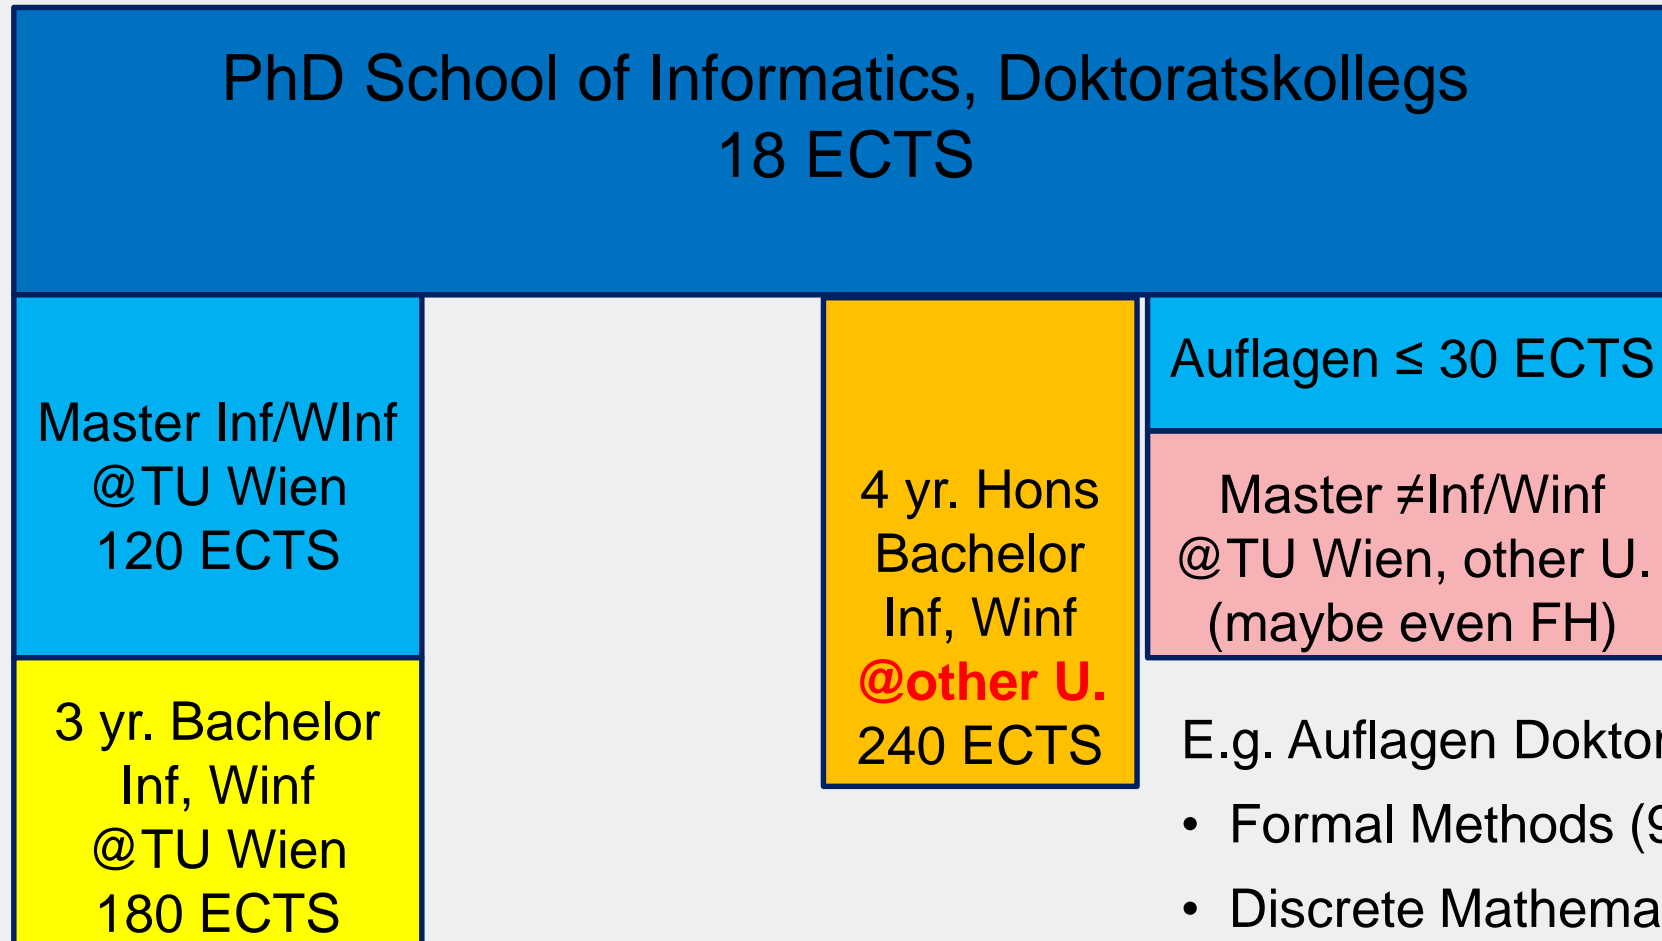 PhD School of Informatics, Doktoratskollegs
18 ECTS
Master Inf/WInf
@TU Wien
120 ECTS
3 yr. Bachelor
Inf, Winf
@TU Wien
180 ECTS
4 yr. Hons
Bachelor
Inf, Winf
@other U.
240 ECTS
Auflagen ≤ 30 ECTS
Master ≠Inf/Winf
@TU Wien, other U.
(maybe even FH)
E.g. Auflagen
• Formal Methods
• Discrete